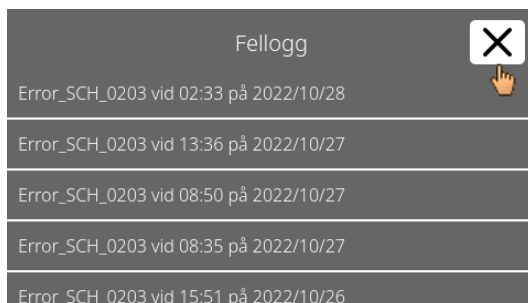 Fellogg
Error_SCH_0203 vid 02:33 på 2022/10/28
Error_SCH_0203 vid 13:36 på 2022/10/27
Error_SCH_0203 vid 08:50 på 2022/10/27
Error_SCH_0203 vid 08:35 på 2022/10/27
Error_SCH_0203 vid 15:51 på 2022/10/26